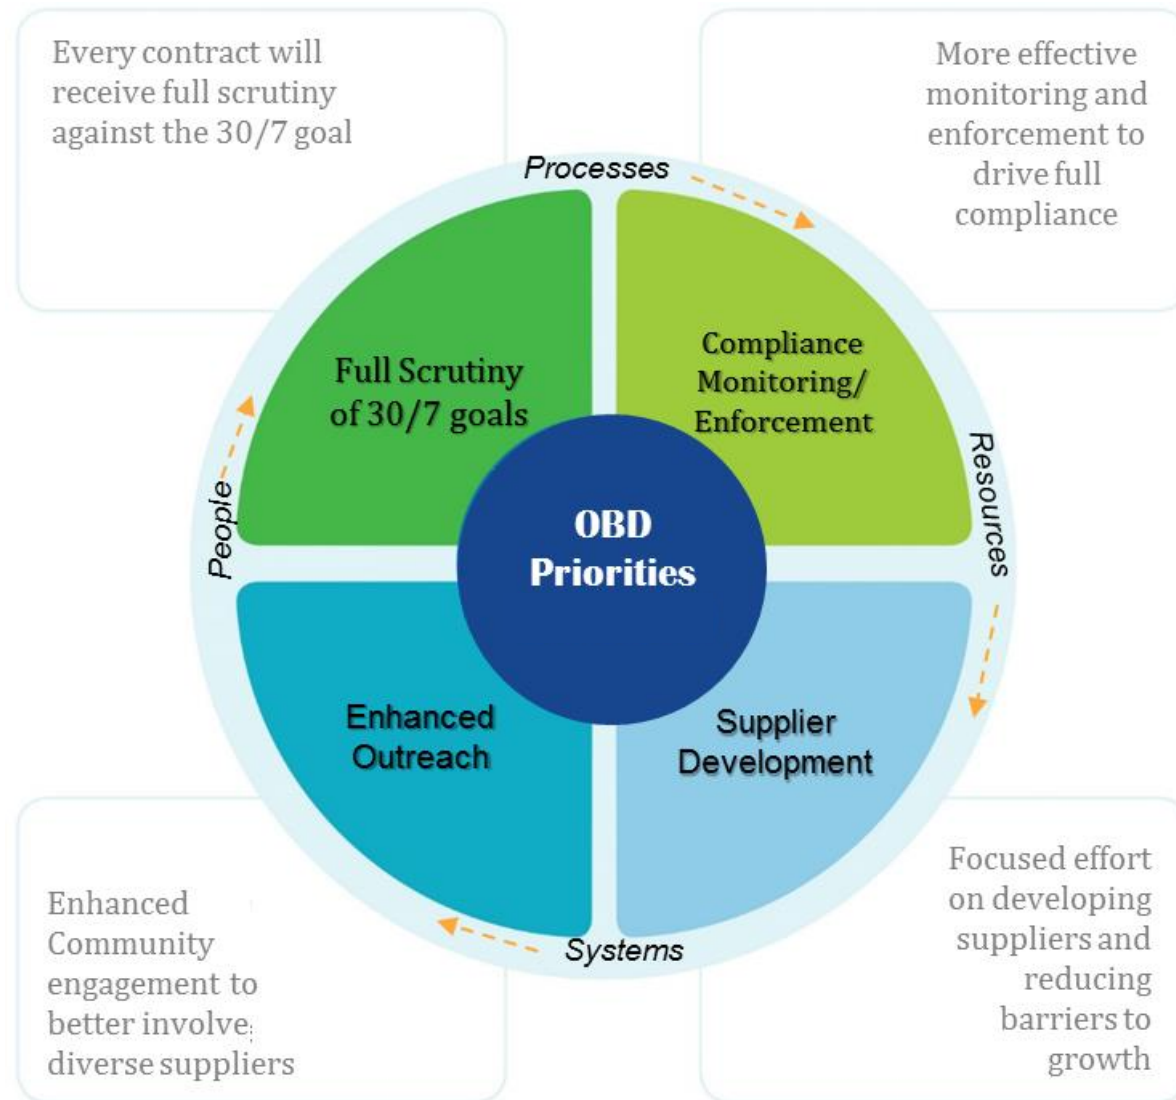 Every contract will
receive full scrutiny
against the 30/7 goal
More effective
monitoring and
enforcement to
drive full
compliance
Processes
Full Scrutiny
of 30/7 goals
Compliance
Monitoring/
Enforcement
People
Resources
OBD
Priorities
Enhanced
Outreach
Supplier
Development
Systems
Enhanced
Community
engagement to
better involve
diverse suppliers
Focused effort
on developing
suppliers and
reducing
barriers to
growth